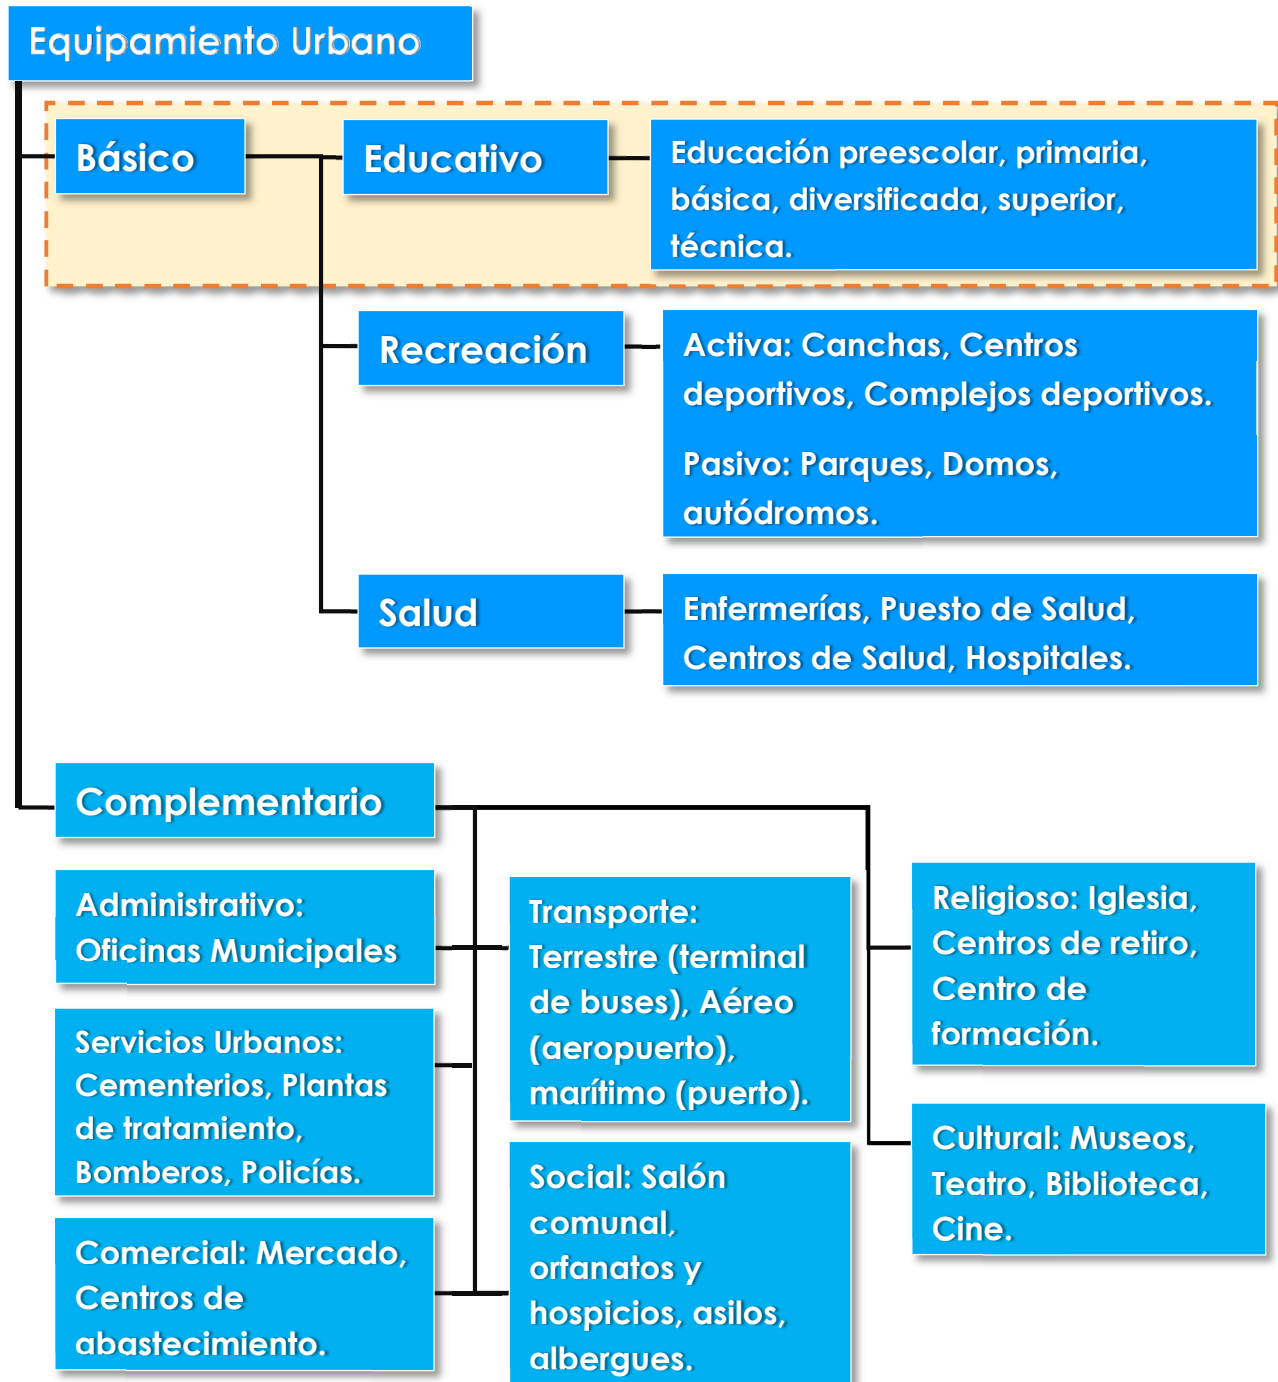 Equipamiento Urbano
Básico
Educativo
Educación preescolar, primaria,
básica, diversificada, superior,
técnica.
Recreación
Activa: Canchas, Centros
deportivos, Complejos deportivos.
Pasivo: Parques, Domos,
autódromos.
Salud
Enfermerías, Puesto de Salud,
Centros de Salud, Hospitales.
Complementario
Administrativo:
Oficinas Municipales
Servicios Urbanos:
Cementerios, Plantas
de tratamiento,
Bomberos, Policías.
Comercial: Mercado,
Centros de
abastecimiento.
Transporte:
Terrestre (terminal
de buses), Aéreo
(aeropuerto),
marítimo (puerto).
Social: Salón
comunal,
orfanatos y
hospicios, asilos,
albergues.
Religioso: Iglesia,
Centros de retiro,
Centro de
formación.
Cultural: Museos,
Teatro, Biblioteca,
Cine.